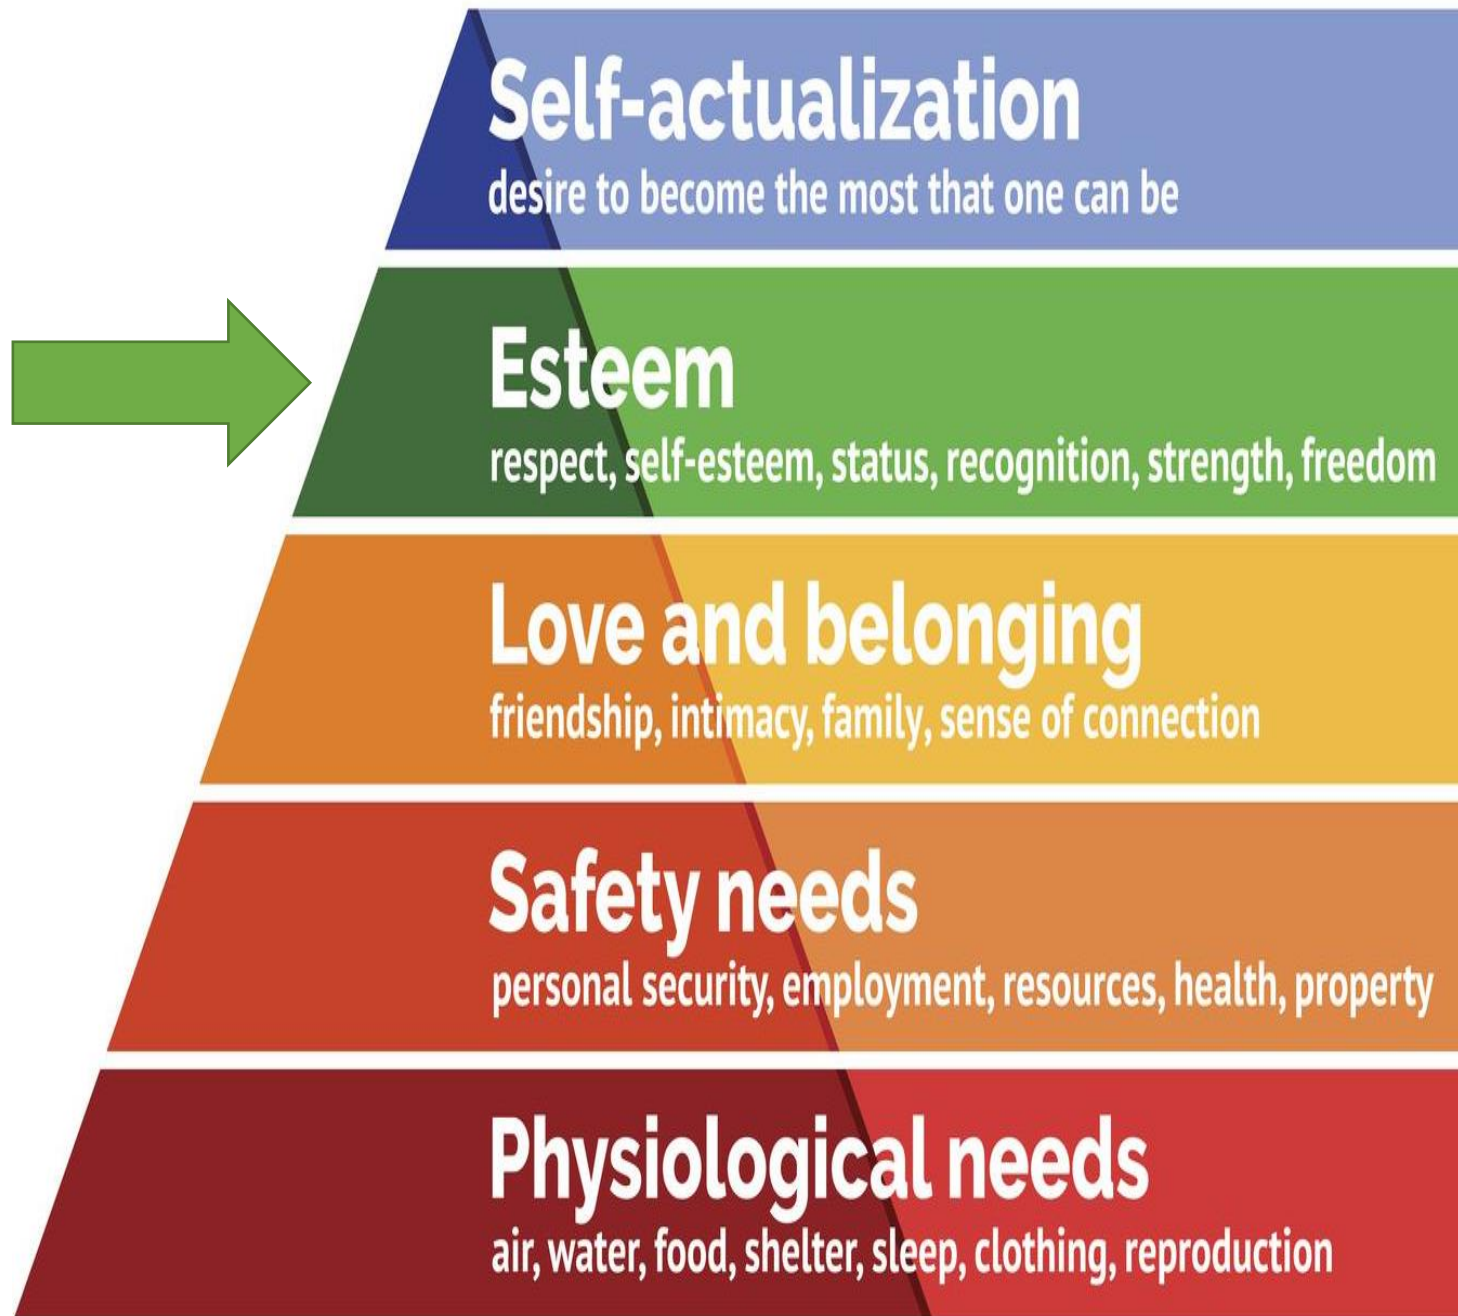 Self-actualization
desire to become the most that one can be
Esteem
respect, self-esteem, status, recognition, strength, freedom
Love and belonging
friendship, intimacy, family, sense of connection
Safety needs
personal security, employment, resources, health, property
Physiological needs
air, water, food, shelter, sleep, clothing, reproduction